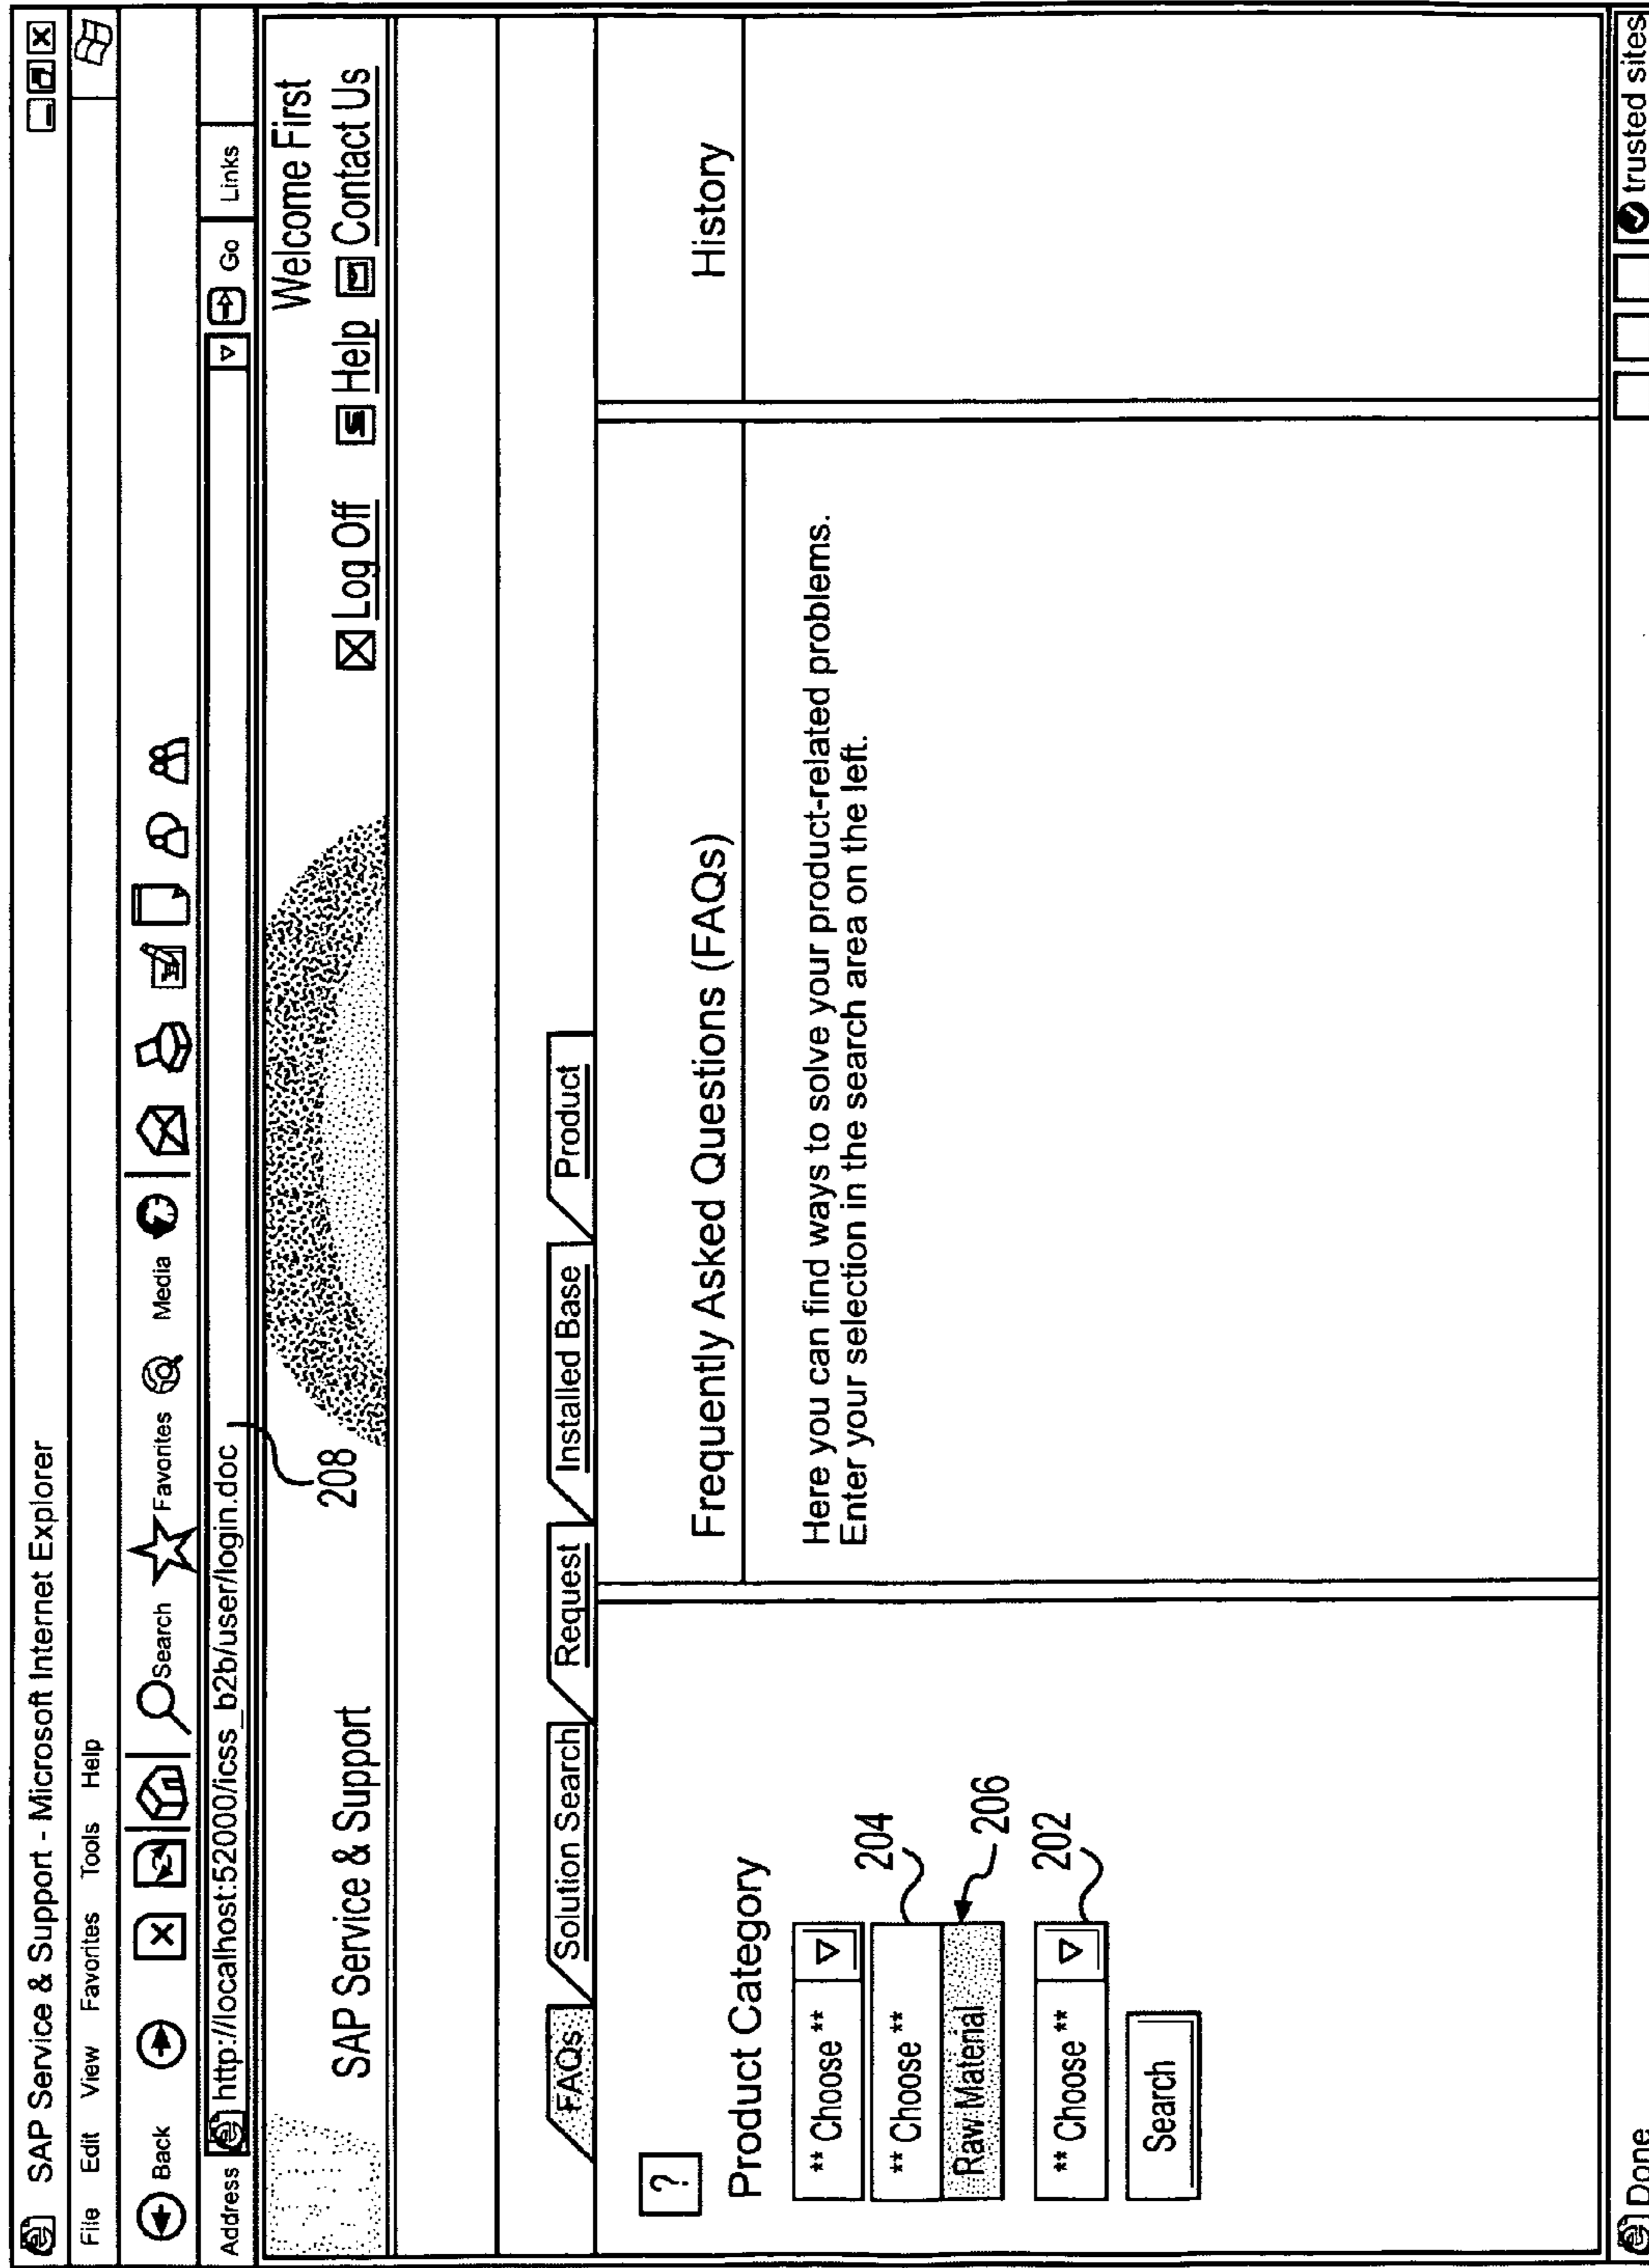 SAP Service & Support - Microsoft Internet Explorer
File Edit View Favorites Tools Help
Back Search Favorites Media
Address http://localhost:52000/icss_b2b/user/login.doc Go Links
208
Welcome First
SAP Service & Support
Log Off Help Contact Us
FAQs Solution Search Request Installed Base Product
?
Frequently Asked Questions (FAQs)
History
Product Category
Here you can find ways to solve your product-related problems.
Enter your selection in the search area on the left.
** Choose **
204
** Choose **
Raw Material
206
202
** Choose **
Search
Done trusted sites